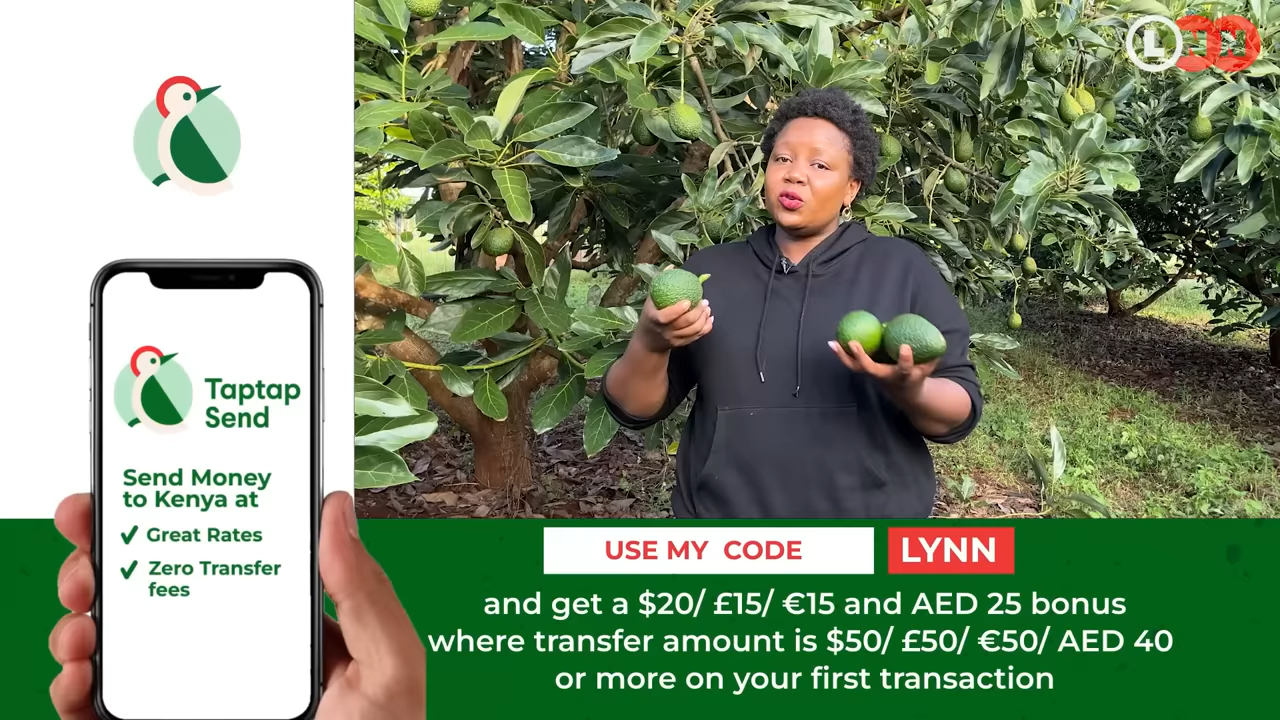 Taptap
Send
Send Money
to Kenya at
Great Rates
Zero Transfer
fees
USE MY CODE
LYNN
and get a $20/ £15/ €15 and AED 25 bonus
where transfer amount is $50/ £50/ €50/ AED 40
or more on your first transaction